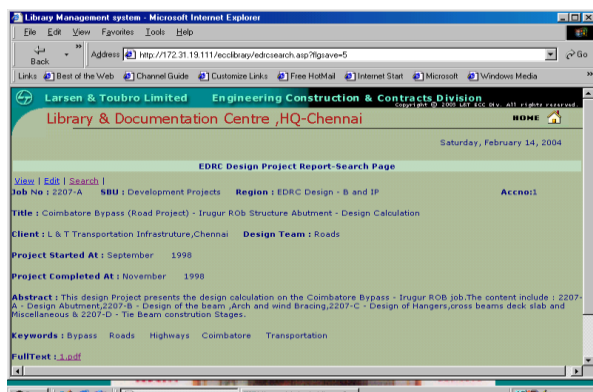 Library Management system - Microsoft Internet Explorer
File Edit View Favorites Tools Help
Back » Address http://172.31.19.111/ecclibrary/edrcsearch.asp?flgsave=5 Go
Links Best of the Web Channel Guide Customize Links Free HotMail Internet Start Microsoft Windows Media »
Larsen & Toubro Limited Engineering Construction & Contracts Division
Copyright © 2003 L&T ECC Div. All rights reserved.
Library & Documentation Centre ,HQ-Chennai HOME
Saturday, February 14, 2004
EDRC Design Project Report-Search Page
View | Edit | Search |
Job No : 2207-A SBU : Development Projects Region : EDRC Design - B and IP Accno:1
Title : Coimbatore Bypass (Road Project) - Irugur ROb Structure Abutment - Design Calculation
Client : L & T Transportation Infrastruture,Chennai Design Team : Roads
Project Started At : September 1998
Project Completed At : November 1998
Abstract : This design Project presents the design calculation on the Coimbatore Bypass - Irugur ROB job.The content include : 2207-
A - Design Abutment,2207-B - Design of the beam ,Arch and wind Bracing,2207-C - Design of Hangers,cross beams deck slab and
Miscellaneous & 2207-D - Tie Beam constrution Stages.
Keywords : Bypass Roads Highways Coimbatore Transportation
FullText : 1.pdf